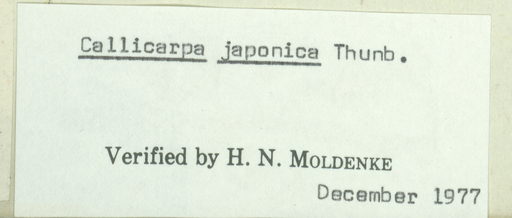 Callicarpa japonica Thunb.
Verified by H. N. MOLDENKE
December 1977